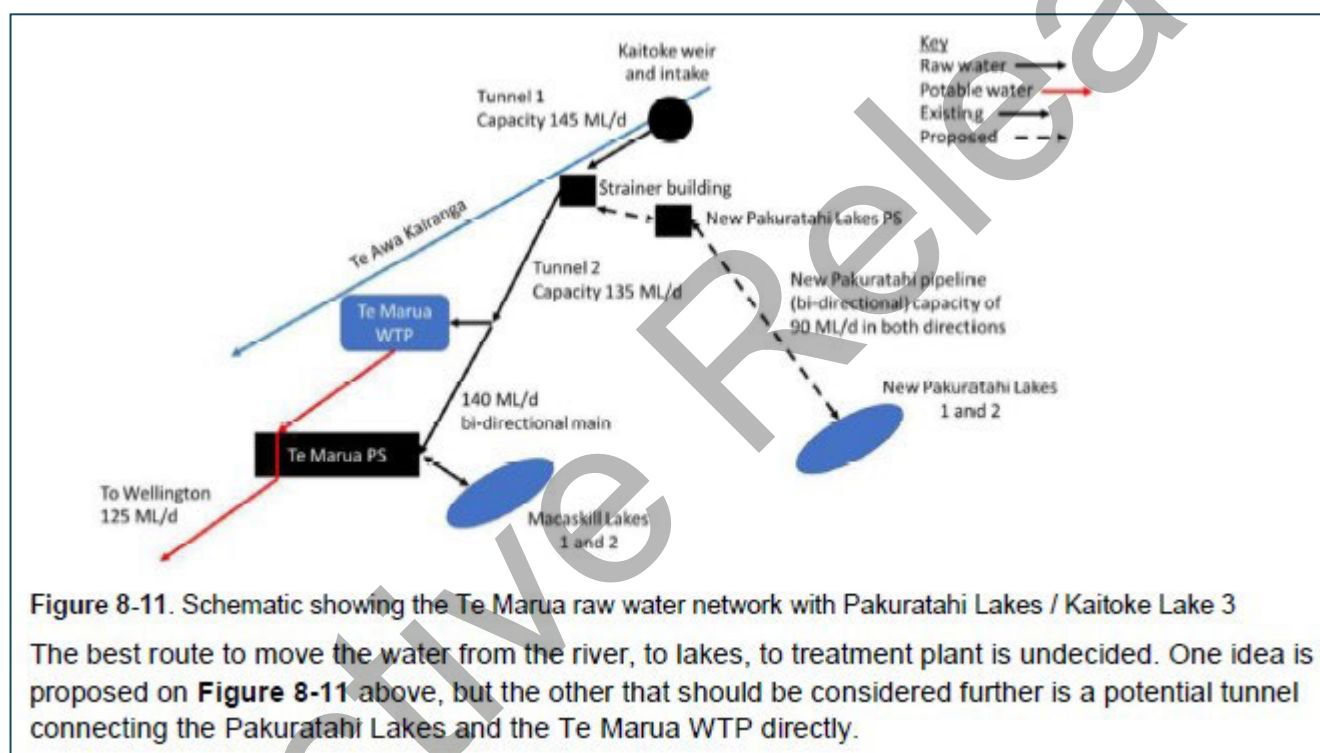 Kaitoke weir
and intake
Key
Raw water
Potable water
Existing
Proposed
Tunnel 1
Capacity 145 ML/d
Strainer building
New Pakuratahi Lakes PS
Te Awa Kairanga
Tunnel 2
Capacity 135 ML/d
New Pakuratahi pipeline
(bi-directional) capacity of
90 ML/d in both directions
Te Marua
WTP
New Pakuratahi Lakes
1 and 2
140 ML/d
bi-directional main
Te Marua PS
To Wellington
125 ML/d
Macaskill Lakes
1 and 2
Figure 8-11. Schematic showing the Te Marua raw water network with Pakuratahi Lakes / Kaitoke Lake 3
The best route to move the water from the river, to lakes, to treatment plant is undecided. One idea is
proposed on Figure 8-11 above, but the other that should be considered further is a potential tunnel
connecting the Pakuratahi Lakes and the Te Marua WTP directly.